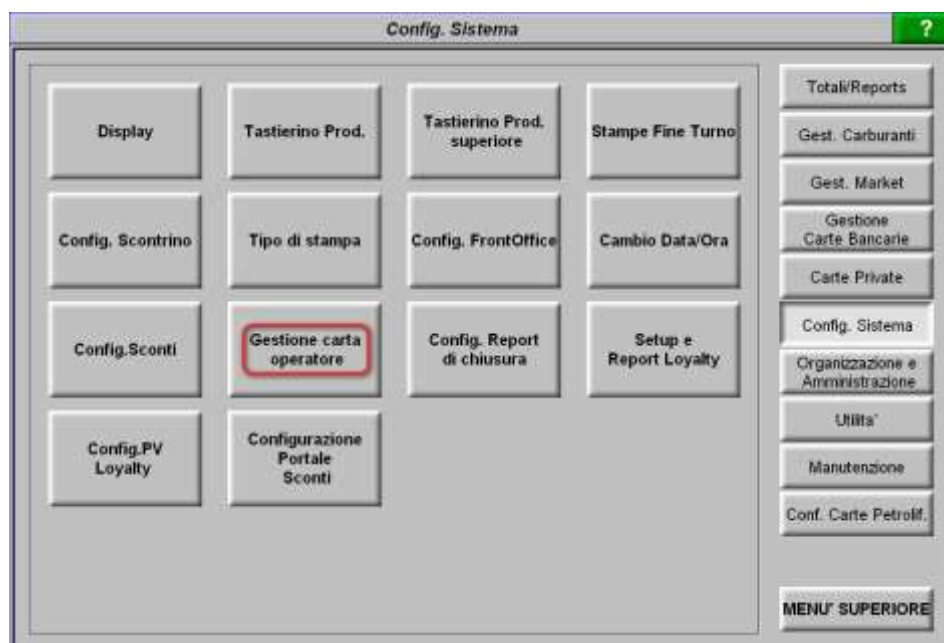 Config. Sistema
?
Display
Tastierino Prod.
Tastierino Prod.
superiore
Stampe Fine Turno
Config. Scontrino
Tipo di stampa
Config. FrontOffice
Cambio Data/Ora
Config.Sconti
Gestione carta
operatore
Config. Report
di chiusura
Setup e
Report Loyalty
Config.PV
Loyalty
Configurazione
Portale
Sconti
Totali/Reports
Gest. Carburanti
Gest. Market
Gestione
Carte Bancarie
Carte Private
Config. Sistema
Organizzazione e
Amministrazione
Utilita'
Manutenzione
Conf. Carte Petrolif.
MENU' SUPERIORE